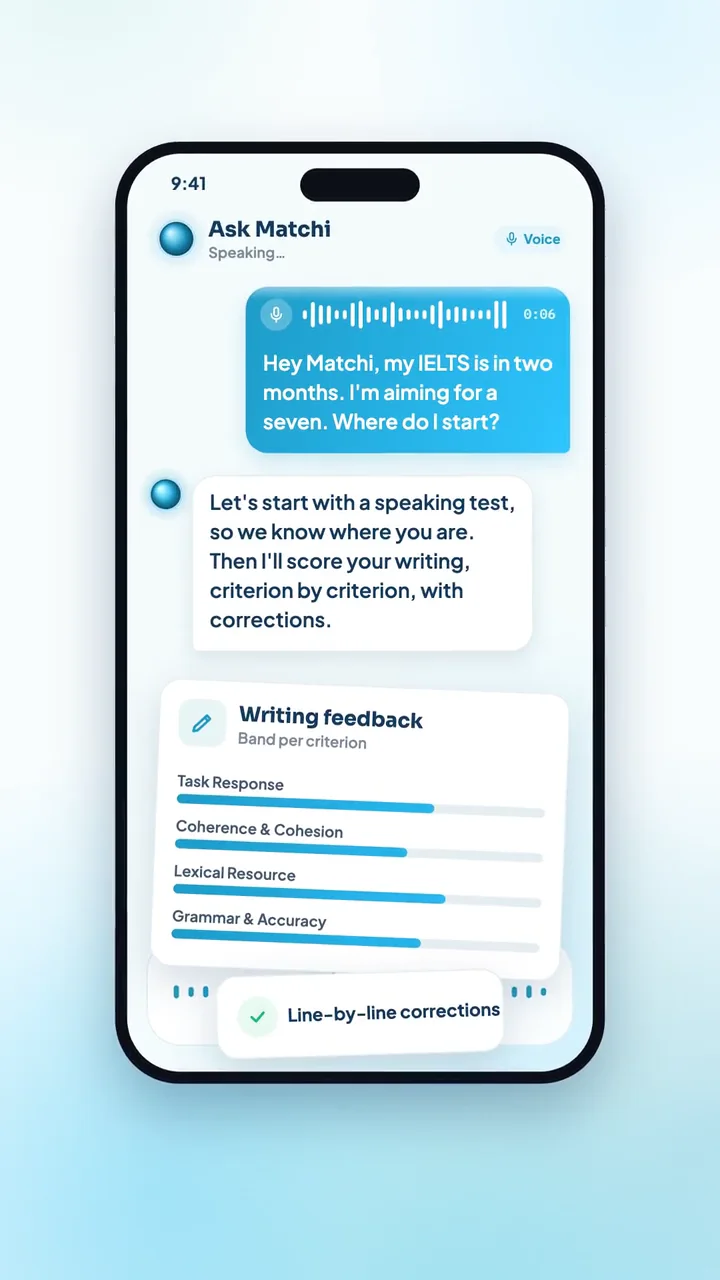 9:41
Ask Matchi
Speaking…
Voice
0:06
Hey Matchi, my IELTS is in two
months. I'm aiming for a
seven. Where do I start?
Let's start with a speaking test,
so we know where you are.
Then I'll score your writing,
criterion by criterion, with
corrections.
Writing feedback
Band per criterion
Task Response
Coherence & Cohesion
Lexical Resource
Grammar & Accuracy
Line-by-line corrections